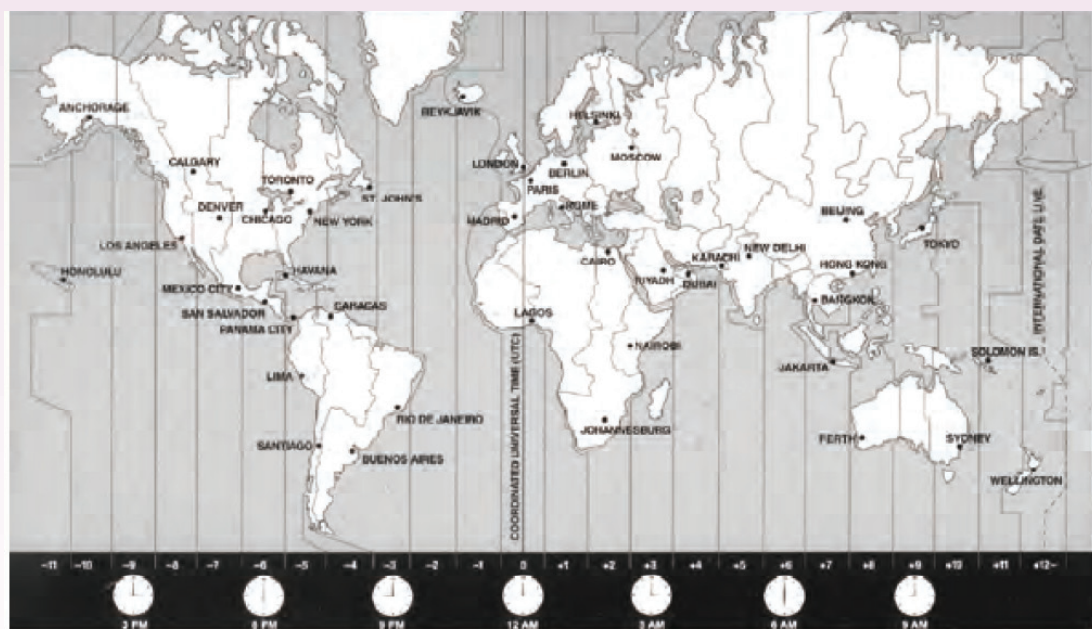 REYKJAVIK
HELSINKI
ANCHORAGE
MOSCOW
CALGARY
LONDON
BERLIN
TORONTO
PARIS
ST. JOHN'S
DENVER
CHICAGO
NEW YORK
MADRID
ROME
BEIJING
LOS ANGELES
TOKYO
CAIRO
NEW DELHI
KARACHI
HONOLULU
HAVANA
RIYADH
DUBAI
HONG KONG
MEXICO CITY
BANGKOK
SAN SALVADOR
CARACAS
LAGOS
PANAMA CITY
NAIROBI
SOLOMON IS.
LIMA
JAKARTA
RIO DE JANEIRO
JOHANNESBURG
PERTH
SYDNEY
SANTIAGO
BUENOS AIRES
WELLINGTON
COORDINATED UNIVERSAL TIME (UTC)
INTERNATIONAL DATE LINE
-11 -10 -9 -8 -7 -6 -5 -4 -3 -2 -1 0 +1 +2 +3 +4 +5 +6 +7 +8 +9 +10 +11 +12-
3 PM 6 PM 9 PM 12 AM 3 AM 6 AM 9 AM